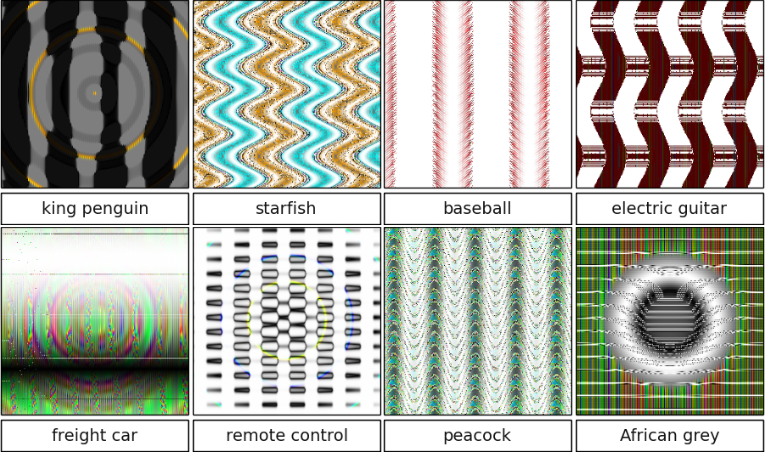 king penguin
starfish
baseball
electric guitar
freight car
remote control
peacock
African grey